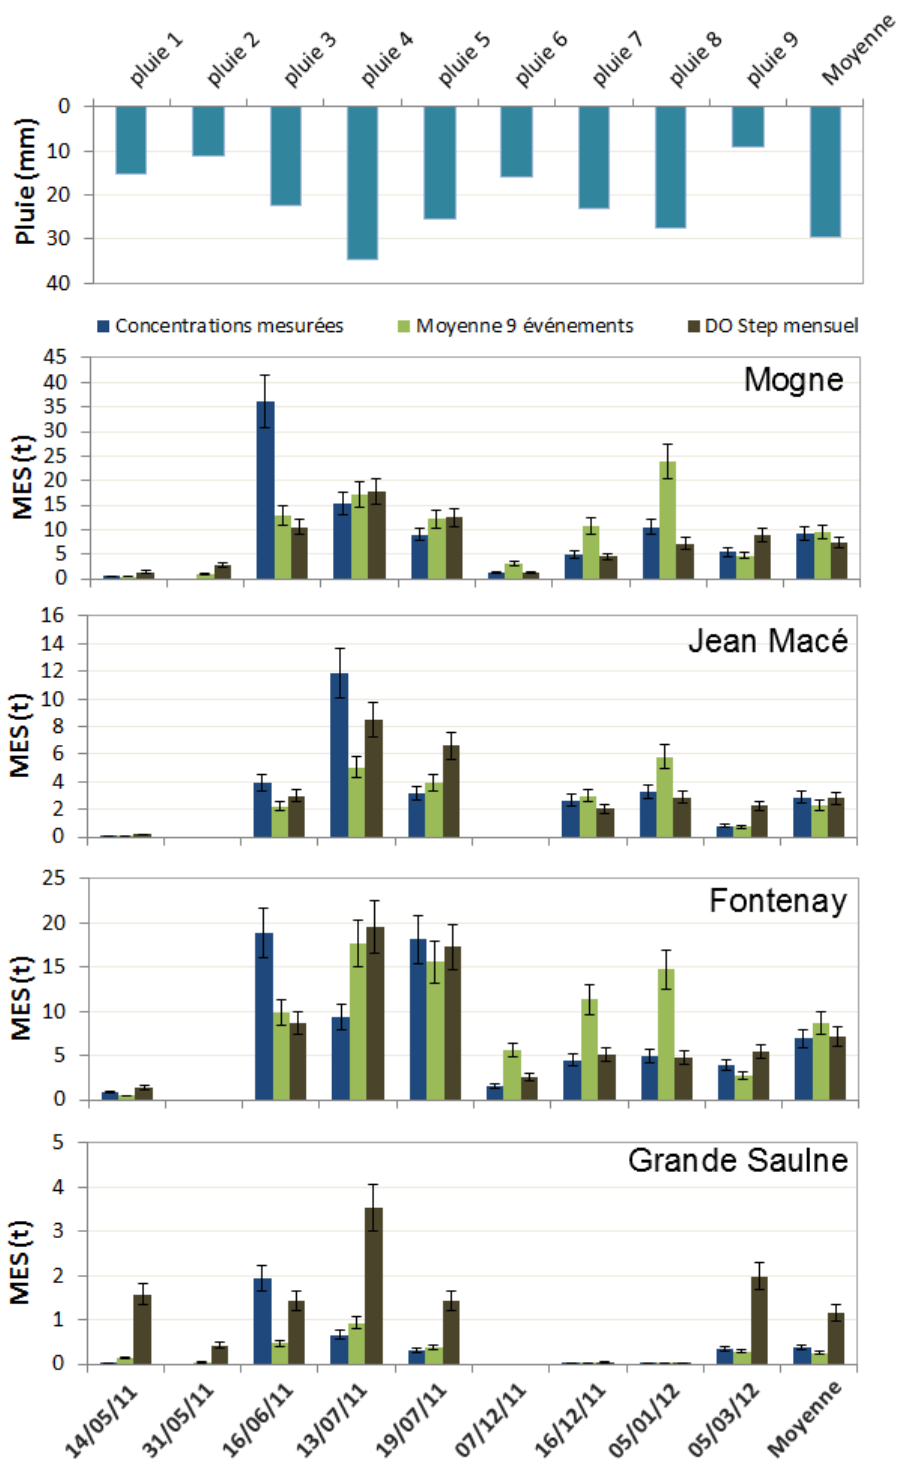 pluie 1
pluie 2
pluie 3
pluie 4
pluie 5
pluie 6
pluie 7
pluie 8
pluie 9
Moyenne
Pluie (mm)
0
10
20
30
40
Concentrations mesurées Moyenne 9 événements DO Step mensuel
Mogne
MES (t)
45
40
35
30
25
20
15
10
5
0
Jean Macé
MES (t)
16
14
12
10
8
6
4
2
0
Fontenay
MES (t)
25
20
15
10
5
0
Grande Saulne
MES (t)
5
4
3
2
1
0
14/05/11
31/05/11
16/06/11
13/07/11
19/07/11
07/12/11
16/12/11
05/01/12
05/03/12
Moyenne